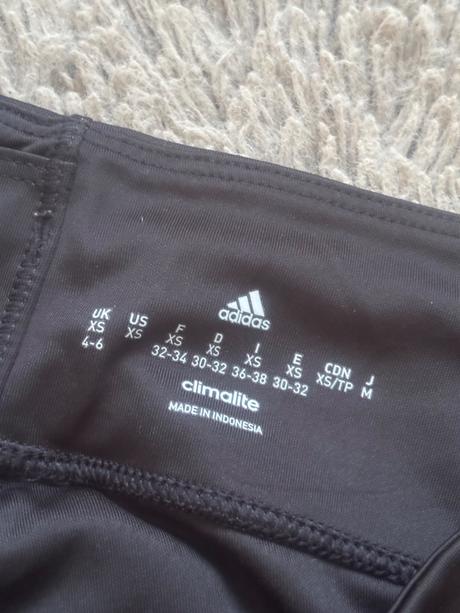 adidas
UK US F D I E CDN J
XS XS XS XS XS XS XS/TP M
4-6 32-34 30-32 36-38 30-32
climalite
MADE IN INDONESIA